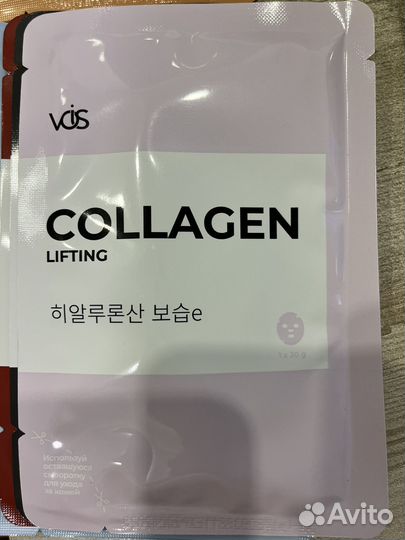 VOIS
COLLAGEN
LIFTING
히알루론산 보습e
1 x 20 g
Используй
оставшуюся
сыворотку
для ухода
за кожей
Avito